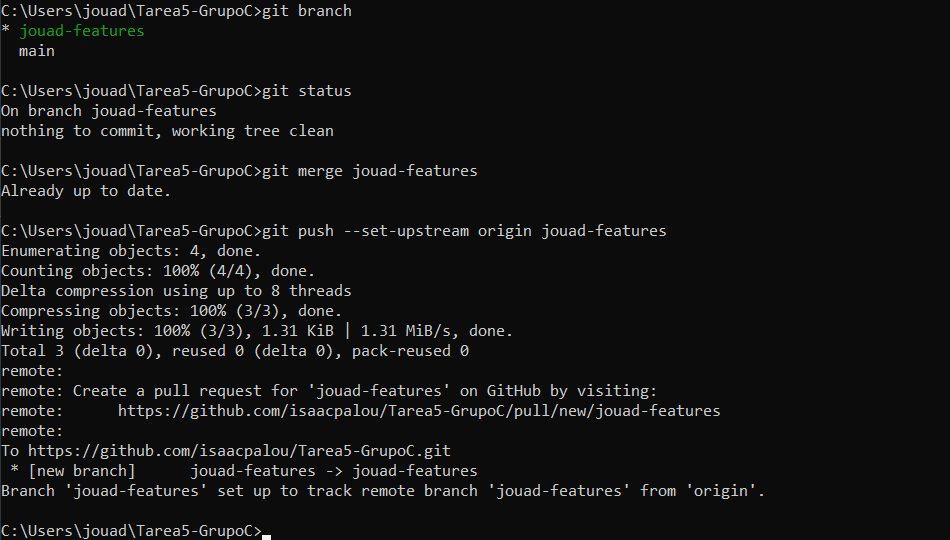 C:\Users\jouad\Tarea5-GrupoC>git branch
* jouad-features
  main
C:\Users\jouad\Tarea5-GrupoC>git status
On branch jouad-features
nothing to commit, working tree clean
C:\Users\jouad\Tarea5-GrupoC>git merge jouad-features
Already up to date.
C:\Users\jouad\Tarea5-GrupoC>git push --set-upstream origin jouad-features
Enumerating objects: 4, done.
Counting objects: 100% (4/4), done.
Delta compression using up to 8 threads
Compressing objects: 100% (3/3), done.
Writing objects: 100% (3/3), 1.31 KiB | 1.31 MiB/s, done.
Total 3 (delta 0), reused 0 (delta 0), pack-reused 0
remote:
remote: Create a pull request for 'jouad-features' on GitHub by visiting:
remote:      https://github.com/isaacpalou/Tarea5-GrupoC/pull/new/jouad-features
remote:
To https://github.com/isaacpalou/Tarea5-GrupoC.git
 * [new branch]      jouad-features -> jouad-features
Branch 'jouad-features' set up to track remote branch 'jouad-features' from 'origin'.
C:\Users\jouad\Tarea5-GrupoC>